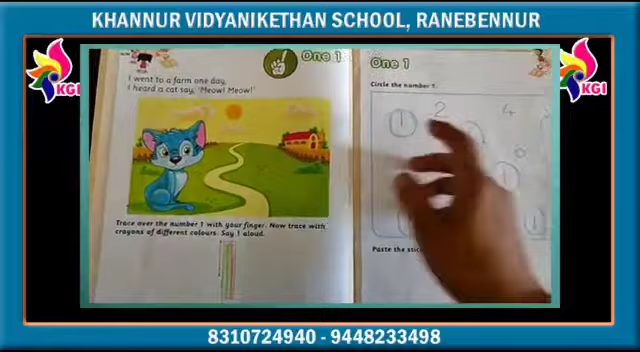 KHANNUR VIDYANIKETHAN SCHOOL, RANEBENNUR
KGI
KGI
One 1
I went to a farm one day,
I heard a cat say, 'Meow! Meow!'
Trace over the number 1 with your finger. Now trace with
crayons of different colours. Say 1 aloud.
One 1
Circle the number 1.
1 2 4
1
1
Paste the
8310724940 - 9448233498